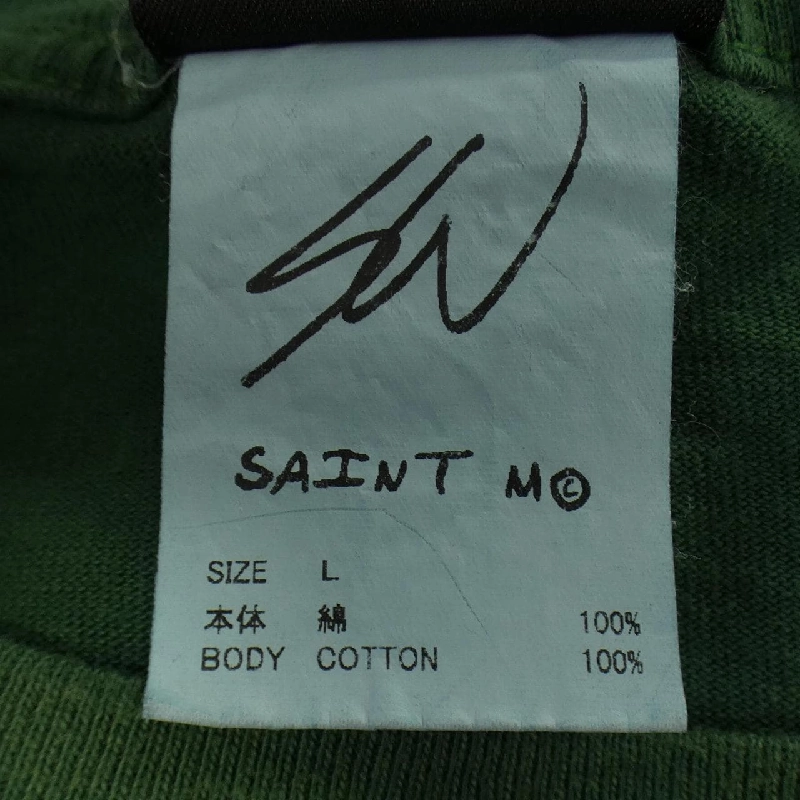 SAINT M©
SIZE L
本体 綿 100%
BODY COTTON 100%